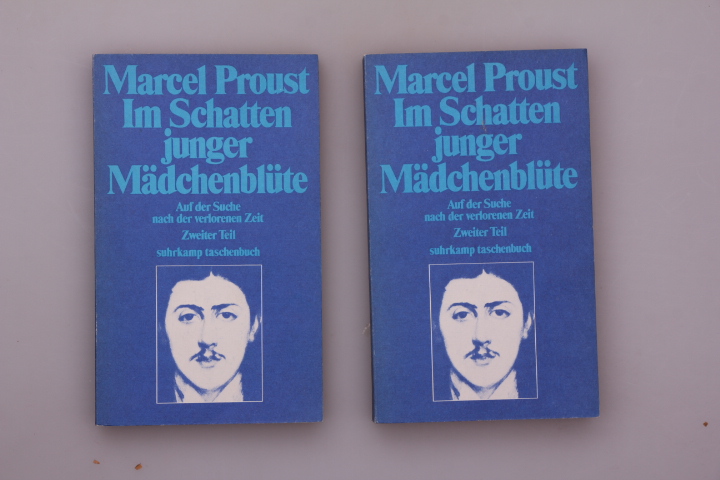 Marcel Proust
Im Schatten
junger
Mädchenblüte
Auf der Suche
nach der verlorenen Zeit
Zweiter Teil
suhrkamp taschenbuch
Marcel Proust
Im Schatten
junger
Mädchenblüte
Auf der Suche
nach der verlorenen Zeit
Zweiter Teil
suhrkamp taschenbuch